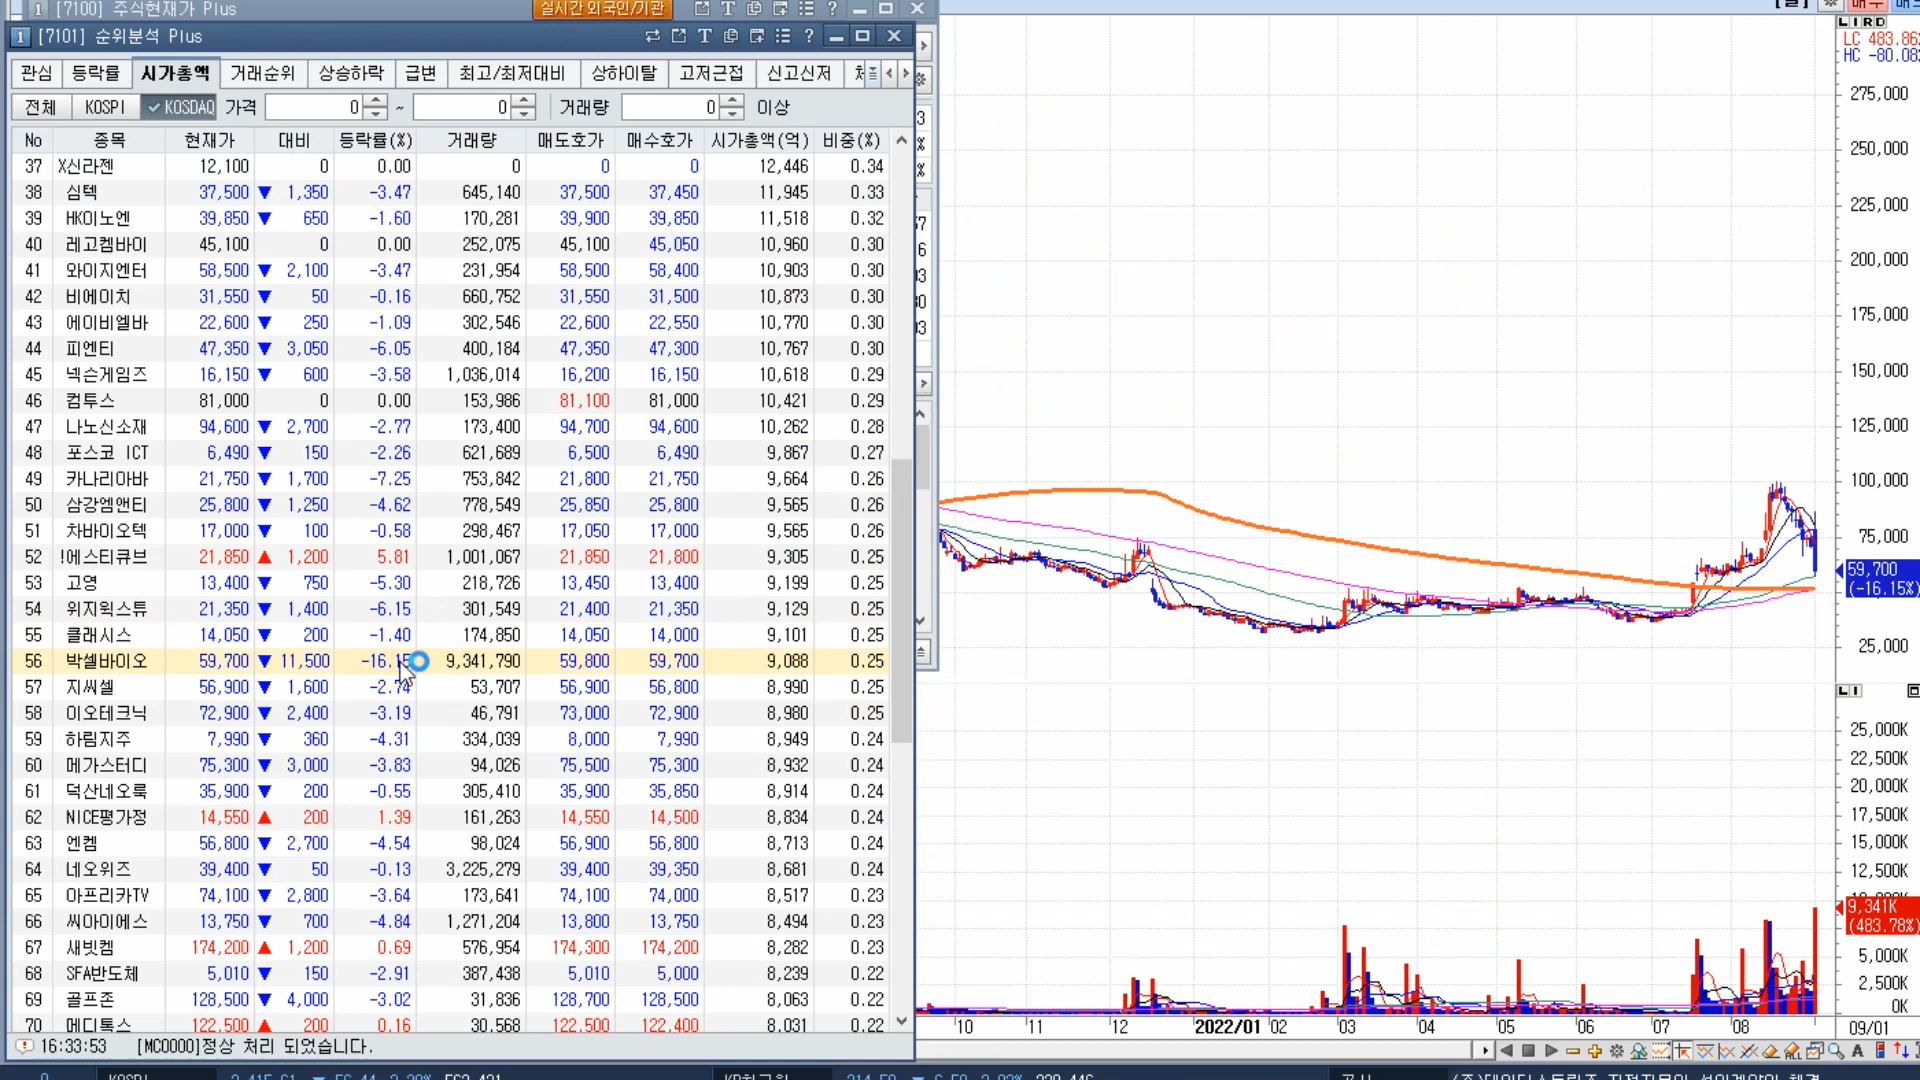 1 [7100] 주식현재가 Plus 실시간 외국인/기관
1 [7101] 순위분석 Plus
관심 등락률 시가총액 거래순위 상승하락 급변 최고/최저대비 상하이탈 고저근접 신고신저
전체 KOSPI KOSDAQ 가격 0 ~ 0 거래량 0 이상
No 종목 현재가 대비 등락률(%) 거래량 매도호가 매수호가 시가총액(억) 비중(%)
37 X신라젠 12,100 0 0.00 0 0 0 12,446 0.34
38 심텍 37,500 ▼ 1,350 -3.47 645,140 37,500 37,450 11,945 0.33
39 HK이노엔 39,850 ▼ 650 -1.60 170,281 39,900 39,850 11,518 0.32
40 레고켐바이 45,100 0 0.00 252,075 45,100 45,050 10,960 0.30
41 와이지엔터 58,500 ▼ 2,100 -3.47 231,954 58,500 58,400 10,903 0.30
42 비에이치 31,550 ▼ 50 -0.16 660,752 31,550 31,500 10,873 0.30
43 에이비엘바 22,600 ▼ 250 -1.09 302,546 22,600 22,550 10,770 0.30
44 피엔티 47,350 ▼ 3,050 -6.05 400,184 47,350 47,300 10,767 0.30
45 넥슨게임즈 16,150 ▼ 600 -3.58 1,036,014 16,200 16,150 10,618 0.29
46 컴투스 81,000 0 0.00 153,986 81,100 81,000 10,421 0.29
47 나노신소재 94,600 ▼ 2,700 -2.77 173,400 94,700 94,600 10,262 0.28
48 포스코 ICT 6,490 ▼ 150 -2.26 621,689 6,500 6,490 9,867 0.27
49 카나리아바 21,750 ▼ 1,700 -7.25 753,842 21,800 21,750 9,664 0.26
50 삼강엠앤티 25,800 ▼ 1,250 -4.62 778,549 25,850 25,800 9,565 0.26
51 차바이오텍 17,000 ▼ 100 -0.58 298,467 17,050 17,000 9,565 0.26
52 !에스티큐브 21,850 ▲ 1,200 5.81 1,001,067 21,850 21,800 9,305 0.25
53 고영 13,400 ▼ 750 -5.30 218,726 13,450 13,400 9,199 0.25
54 위지윅스튜 21,350 ▼ 1,400 -6.15 301,549 21,400 21,350 9,129 0.25
55 클래시스 14,050 ▼ 200 -1.40 174,850 14,050 14,000 9,101 0.25
56 박셀바이오 59,700 ▼ 11,500 -16.15 9,341,790 59,800 59,700 9,088 0.25
57 지씨셀 56,900 ▼ 1,600 -2.74 53,707 56,900 56,800 8,990 0.25
58 이오테크닉 72,900 ▼ 2,400 -3.19 46,791 73,000 72,900 8,980 0.25
59 하림지주 7,990 ▼ 360 -4.31 334,039 8,000 7,990 8,949 0.24
60 메가스터디 75,300 ▼ 3,000 -3.83 94,026 75,500 75,300 8,932 0.24
61 덕산네오룩 35,900 ▼ 200 -0.55 305,410 35,900 35,850 8,914 0.24
62 NICE평가정 14,550 ▲ 200 1.39 161,263 14,550 14,500 8,834 0.24
63 엔켐 56,800 ▼ 2,700 -4.54 98,024 56,900 56,800 8,713 0.24
64 네오위즈 39,400 ▼ 50 -0.13 3,225,279 39,400 39,350 8,681 0.24
65 아프리카TV 74,100 ▼ 2,800 -3.64 173,641 74,100 74,000 8,517 0.23
66 씨아이에스 13,750 ▼ 700 -4.84 1,271,204 13,800 13,750 8,494 0.23
67 새빗켐 174,200 ▲ 1,200 0.69 576,954 174,300 174,200 8,282 0.23
68 SFA반도체 5,010 ▼ 150 -2.91 387,438 5,010 5,000 8,239 0.22
69 골프존 128,500 ▼ 4,000 -3.02 31,836 128,700 128,500 8,063 0.22
70 메디톡스 122,500 ▲ 200 0.16 30,568 122,500 122,400 8,031 0.22
16:33:53 [MC0000]정상 처리 되었습니다.
L I R D
LC 483.86
HC -80.08
275,000
250,000
225,000
200,000
175,000
150,000
125,000
100,000
75,000
59,700
(-16.15%)
25,000
L I
25,000K
22,500K
20,000K
17,500K
15,000K
12,500K
9,341K
(483.78%)
5,000K
2,500K
0K
10 11 12 2022/01 02 03 04 05 06 07 08 09/01